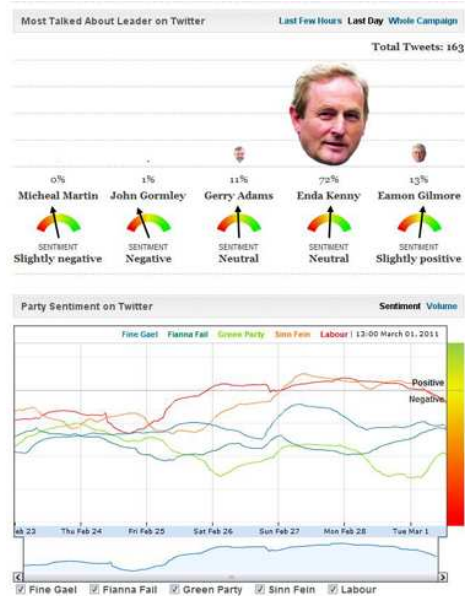 Most Talked About Leader on Twitter Last Few Hours Last Day Whole Campaign
Total Tweets: 163
0% 1% 11% 72% 13%
Micheal Martin John Gormley Gerry Adams Enda Kenny Eamon Gilmore
SENTIMENT SENTIMENT SENTIMENT SENTIMENT SENTIMENT
Slightly negative Negative Neutral Neutral Slightly positive
Party Sentiment on Twitter Sentiment Volume
Fine Gael Fianna Fail Green Party Sinn Fein Labour | 12:00 March 01, 2011
Positive
Negative
eb 23 Thu Feb 24 Fri Feb 25 Sat Feb 26 Sun Feb 27 Mon Feb 28 Tue Mar 1
Fine Gael Fianna Fail Green Party Sinn Fein Labour